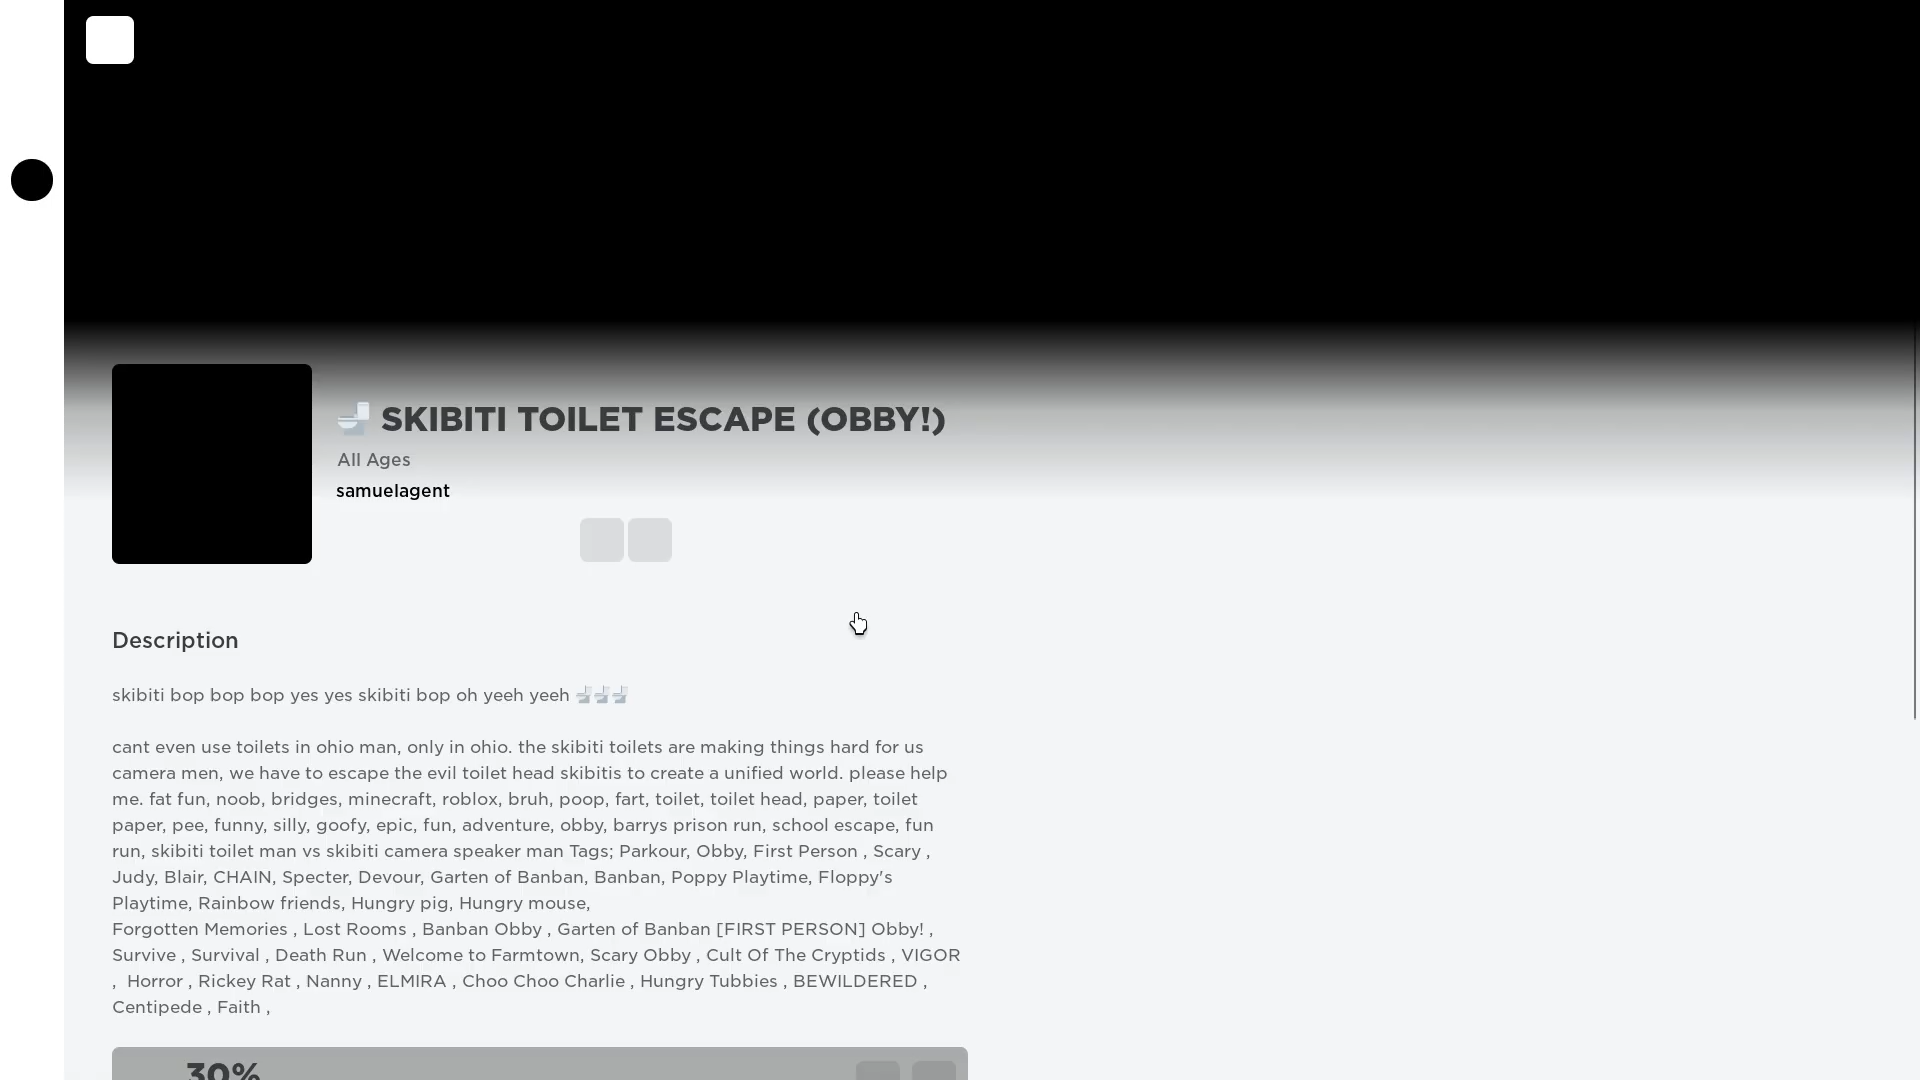 🚽 SKIBITI TOILET ESCAPE (OBBY!)
All Ages
samuelagent
Description
skibiti bop bop bop yes yes skibiti bop oh yeeh yeeh 🚽🚽🚽
cant even use toilets in ohio man, only in ohio. the skibiti toilets are making things hard for us
camera men, we have to escape the evil toilet head skibitis to create a unified world. please help
me. fat fun, noob, bridges, minecraft, roblox, bruh, poop, fart, toilet, toilet head, paper, toilet
paper, pee, funny, silly, goofy, epic, fun, adventure, obby, barrys prison run, school escape, fun
run, skibiti toilet man vs skibiti camera speaker man Tags; Parkour, Obby, First Person , Scary ,
Judy, Blair, CHAIN, Specter, Devour, Garten of Banban, Banban, Poppy Playtime, Floppy's
Playtime, Rainbow friends, Hungry pig, Hungry mouse,
Forgotten Memories , Lost Rooms , Banban Obby , Garten of Banban [FIRST PERSON] Obby! ,
Survive , Survival , Death Run , Welcome to Farmtown, Scary Obby , Cult Of The Cryptids , VIGOR
,  Horror , Rickey Rat , Nanny , ELMIRA , Choo Choo Charlie , Hungry Tubbies , BEWILDERED ,
Centipede , Faith ,
30%